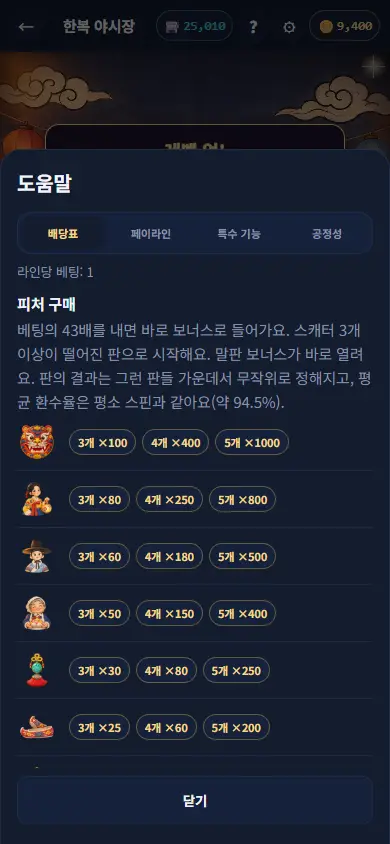 한복 야시장
25,010
?
9,400
도움말
배당표
페이라인
특수 기능
공정성
라인당 베팅: 1
피처 구매
베팅의 43배를 내면 바로 보너스로 들어가요. 스캐터 3개
이상이 떨어진 판으로 시작해요. 말판 보너스가 바로 열려
요. 판의 결과는 그런 판들 가운데서 무작위로 정해지고, 평
균 환수율은 평소 스핀과 같아요(약 94.5%).
3개 ×100 4개 ×400 5개 ×1000
3개 ×80 4개 ×250 5개 ×800
3개 ×60 4개 ×180 5개 ×500
3개 ×50 4개 ×150 5개 ×400
3개 ×30 4개 ×80 5개 ×250
3개 ×25 4개 ×60 5개 ×200
닫기